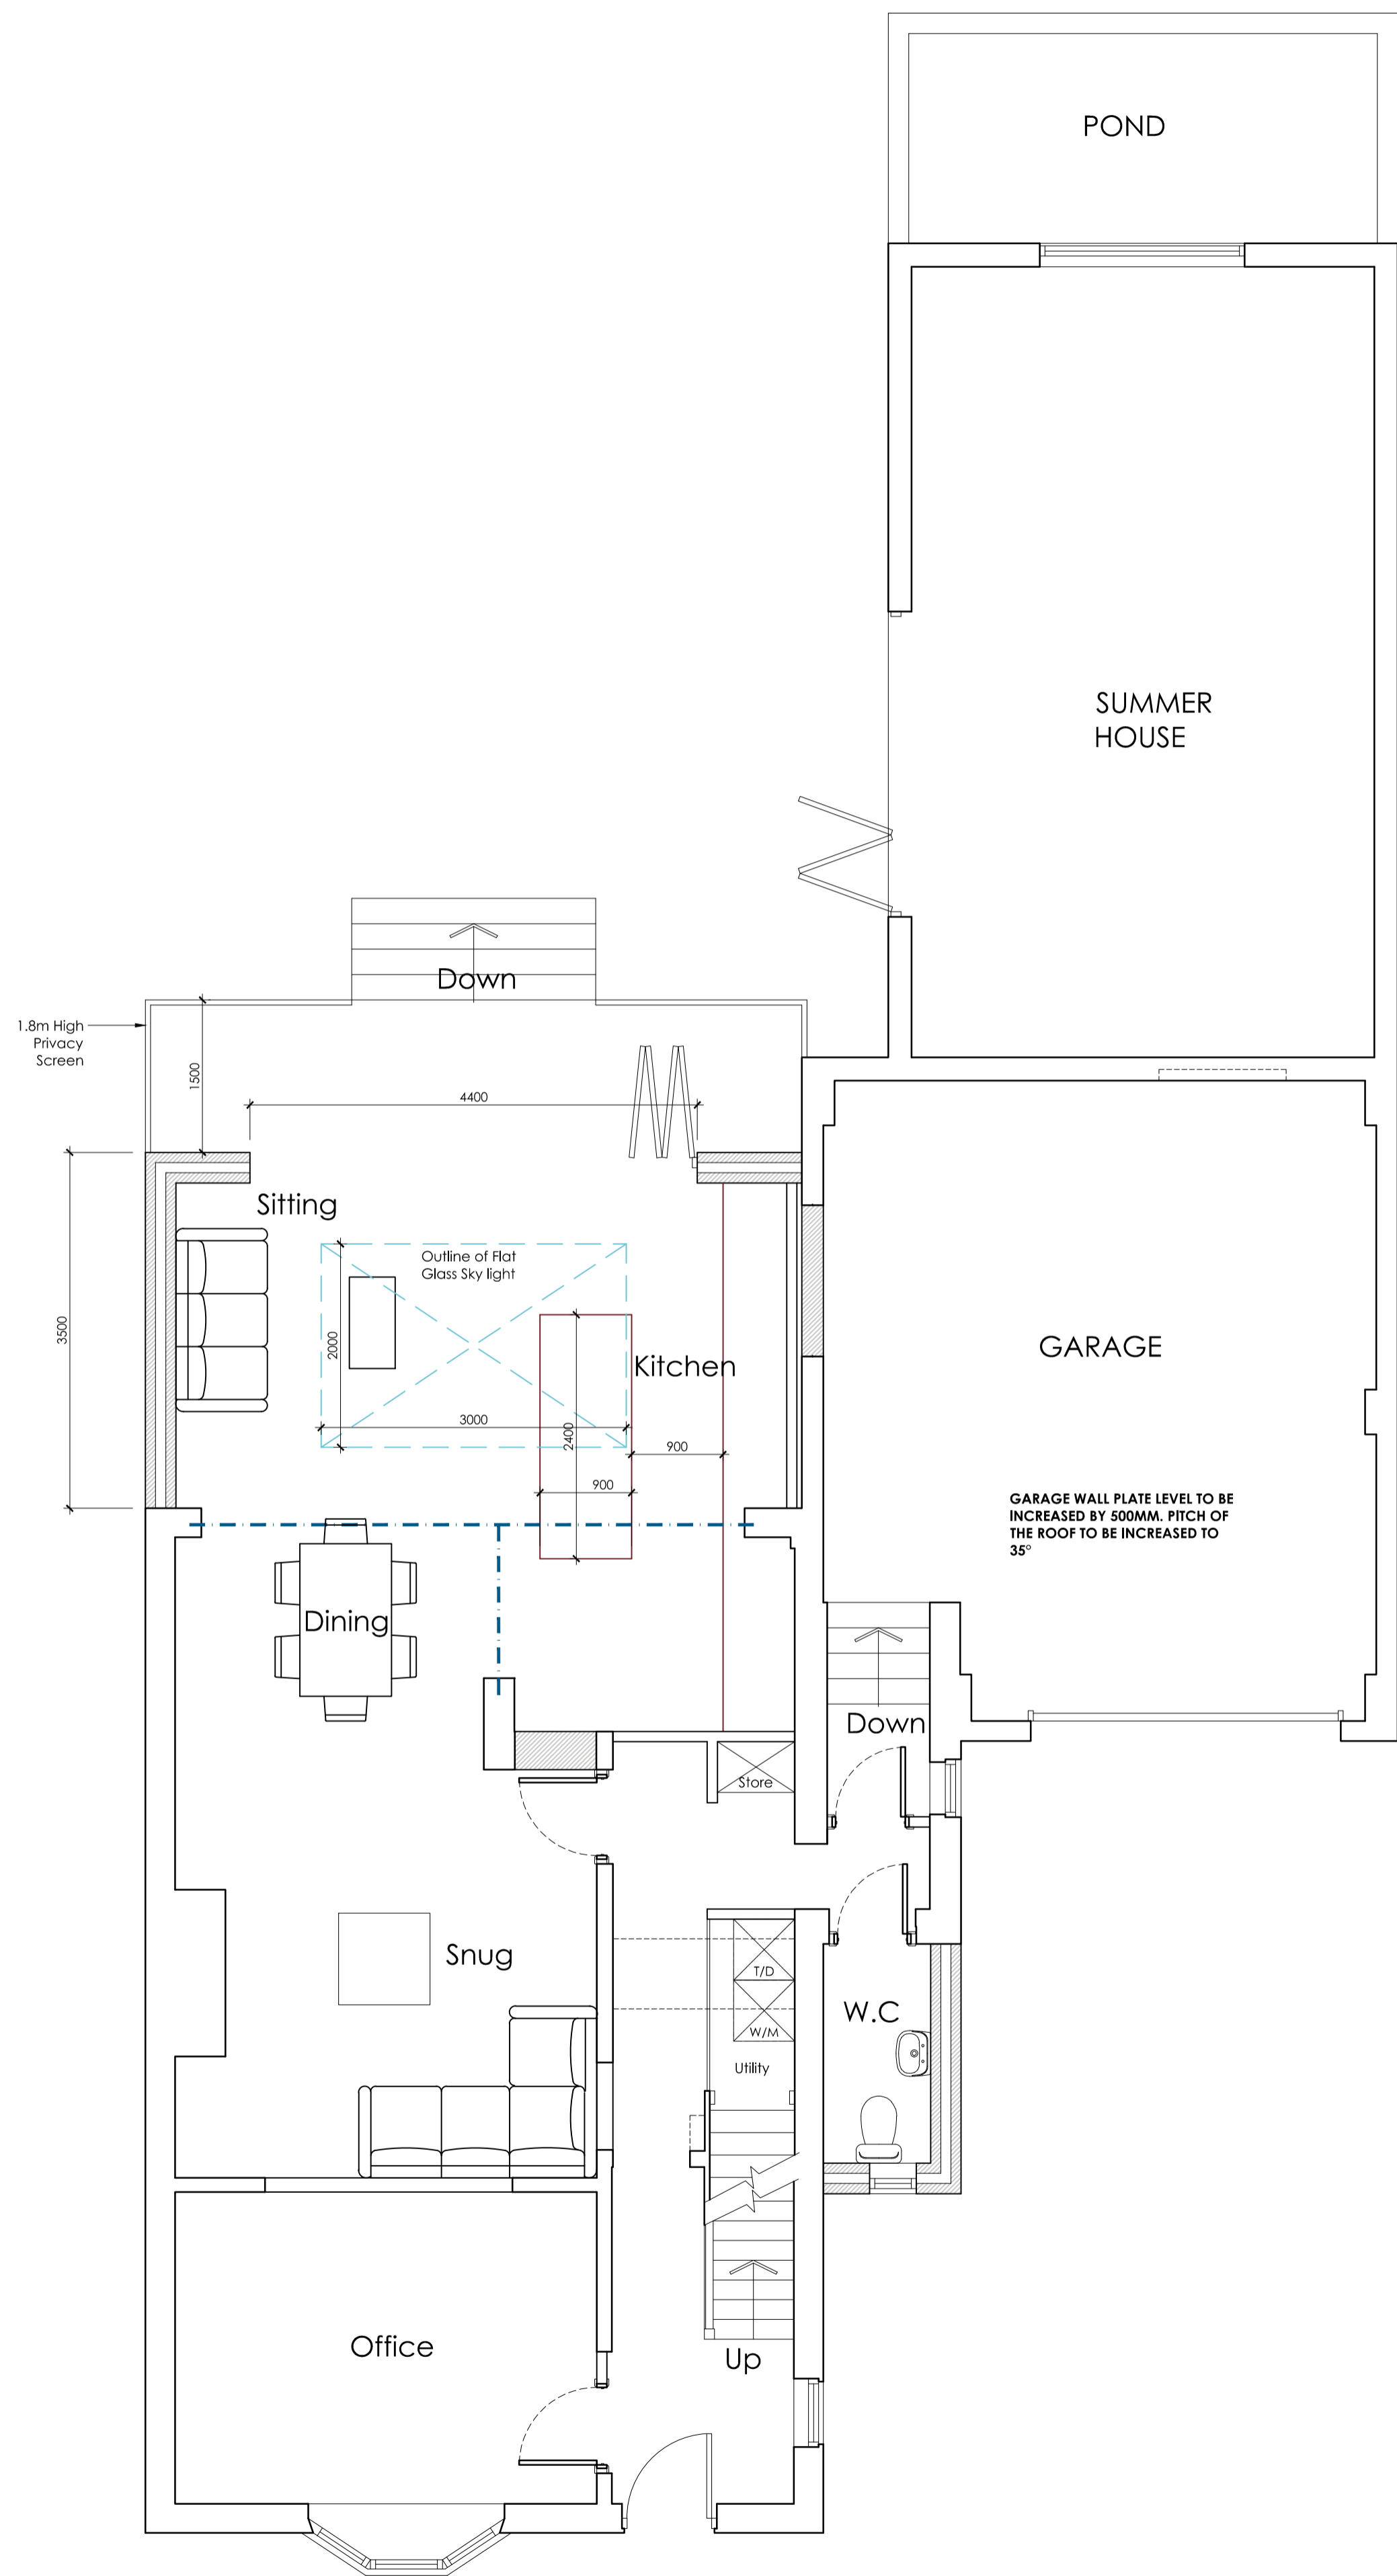 POND
SUMMER
HOUSE
Down
1.8m High
Privacy
Screen
1500
4400
Sitting
Outline of Flat
Glass Sky light
3500
2000
Kitchen
GARAGE
3000
2400
900
900
GARAGE WALL PLATE LEVEL TO BE
INCREASED BY 500MM. PITCH OF
THE ROOF TO BE INCREASED TO
35°
Dining
Down
Store
Snug
T/D
W.C
W/M
Utility
Office
Up